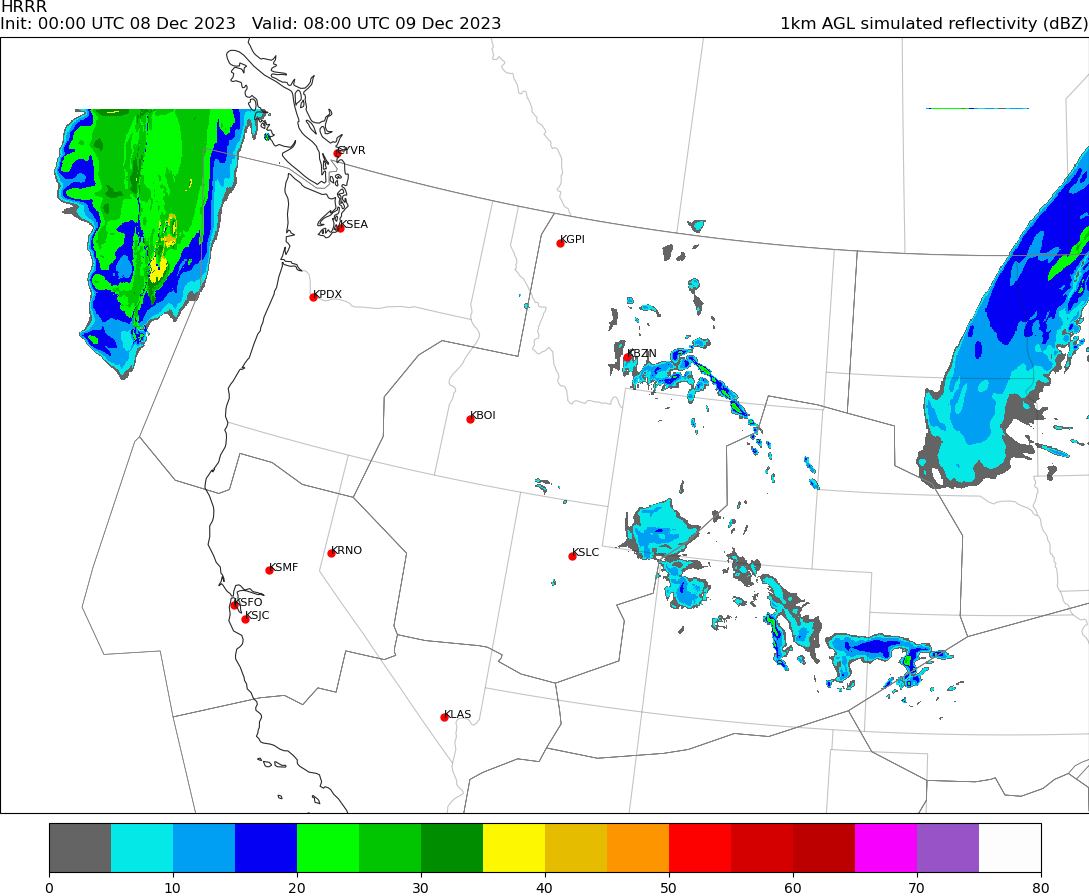 HRRR
Init: 00:00 UTC 08 Dec 2023   Valid: 08:00 UTC 09 Dec 2023   1km AGL simulated reflectivity (dBZ)
CYVR
KSEA
KGPI
KPDX
KBZN
KBOI
KRNO
KSLC
KSMF
KSFO
KSJC
KLAS
0 10 20 30 40 50 60 70 80